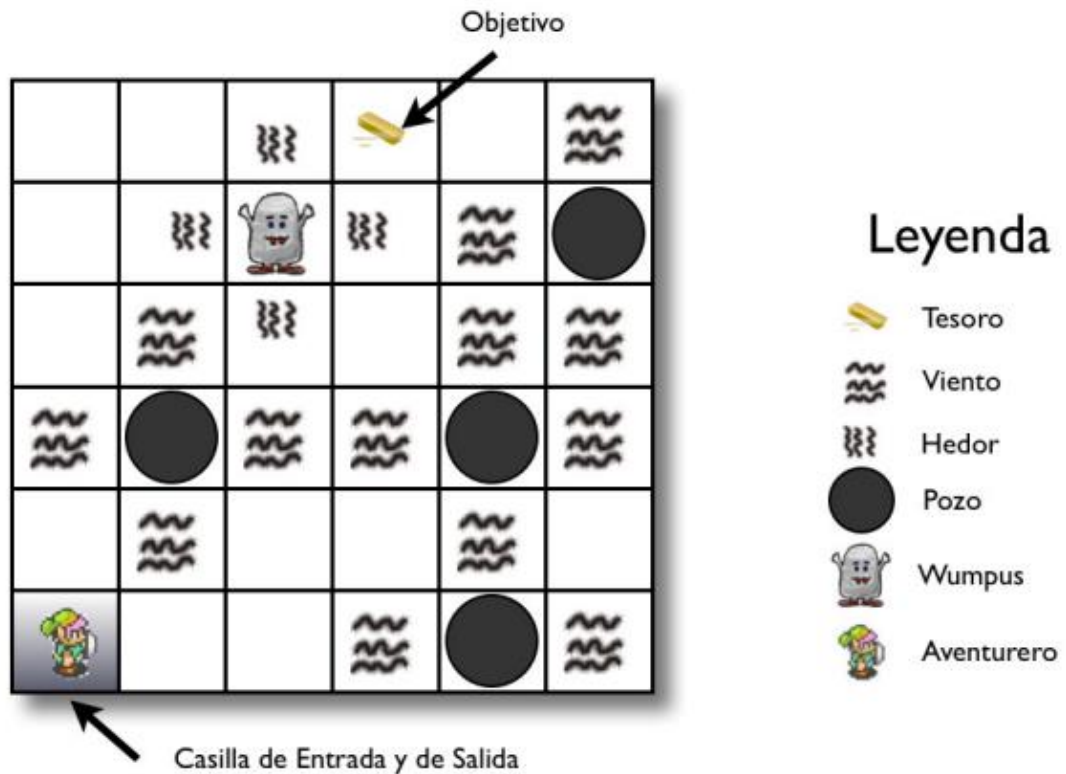 Objetivo
Leyenda
Tesoro
Viento
Hedor
Pozo
Wumpus
Aventurero
Casilla de Entrada y de Salida